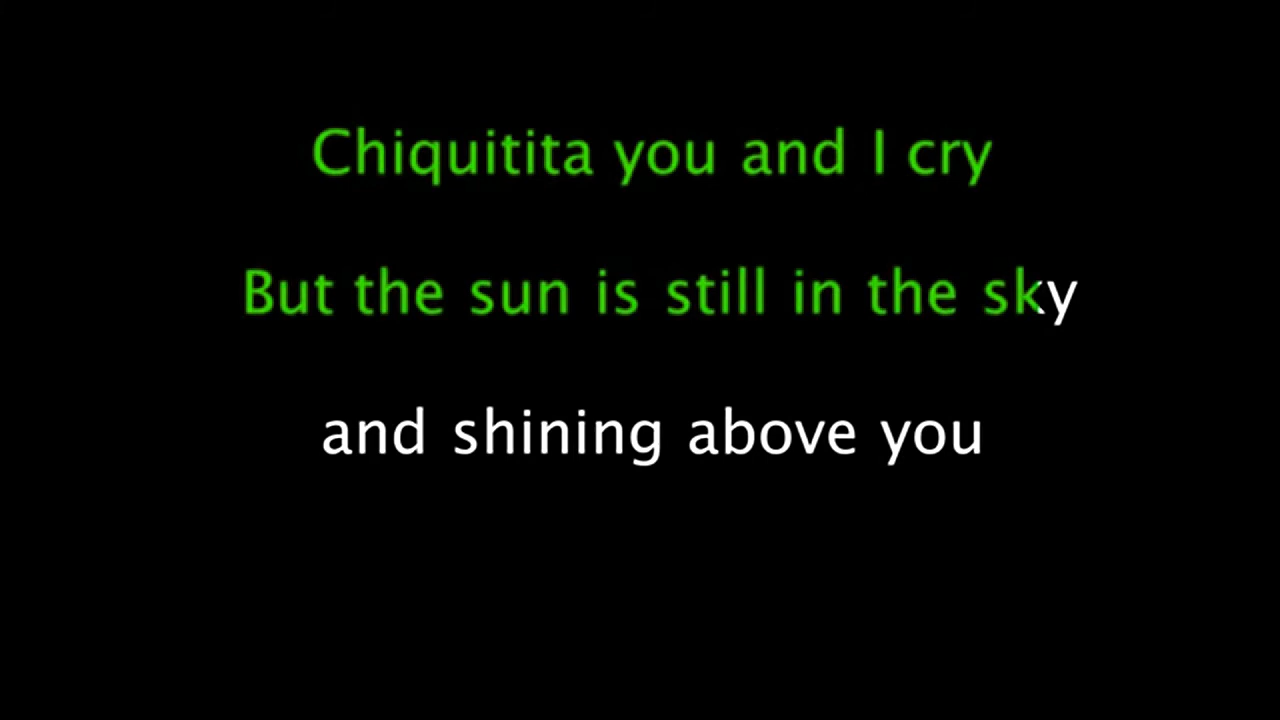 Chiquitita you and I cry
But the sun is still in the sky
and shining above you